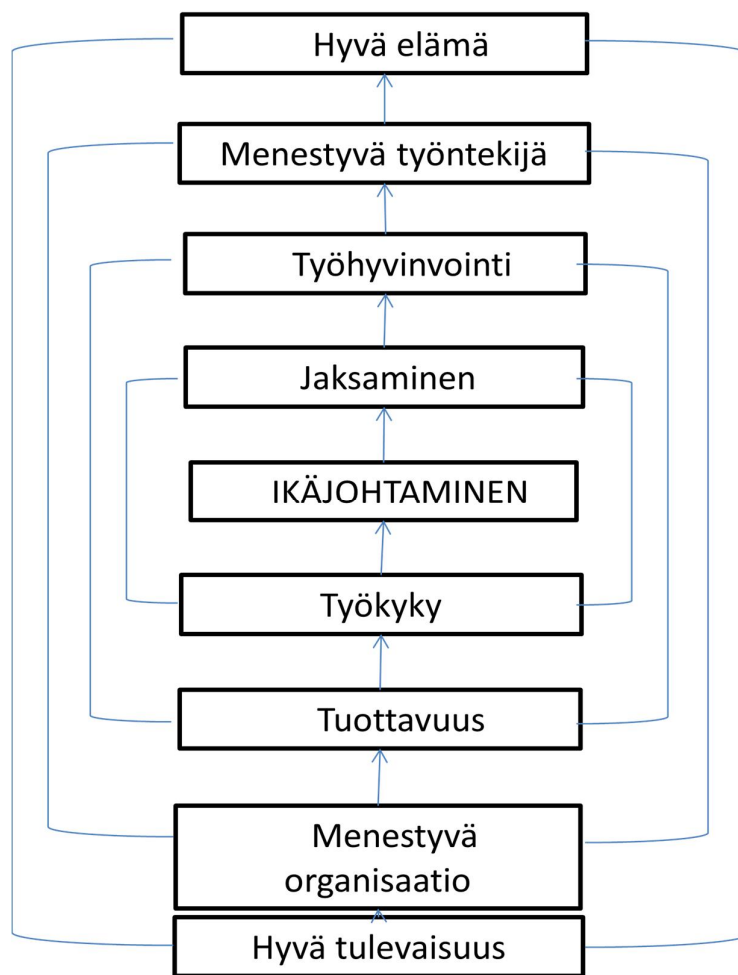 Hyvä elämä
Menestyvä työntekijä
Työhyvinvointi
Jaksaminen
IKÄJOHTAMINEN
Työkyky
Tuottavuus
Menestyvä
organisaatio
Hyvä tulevaisuus